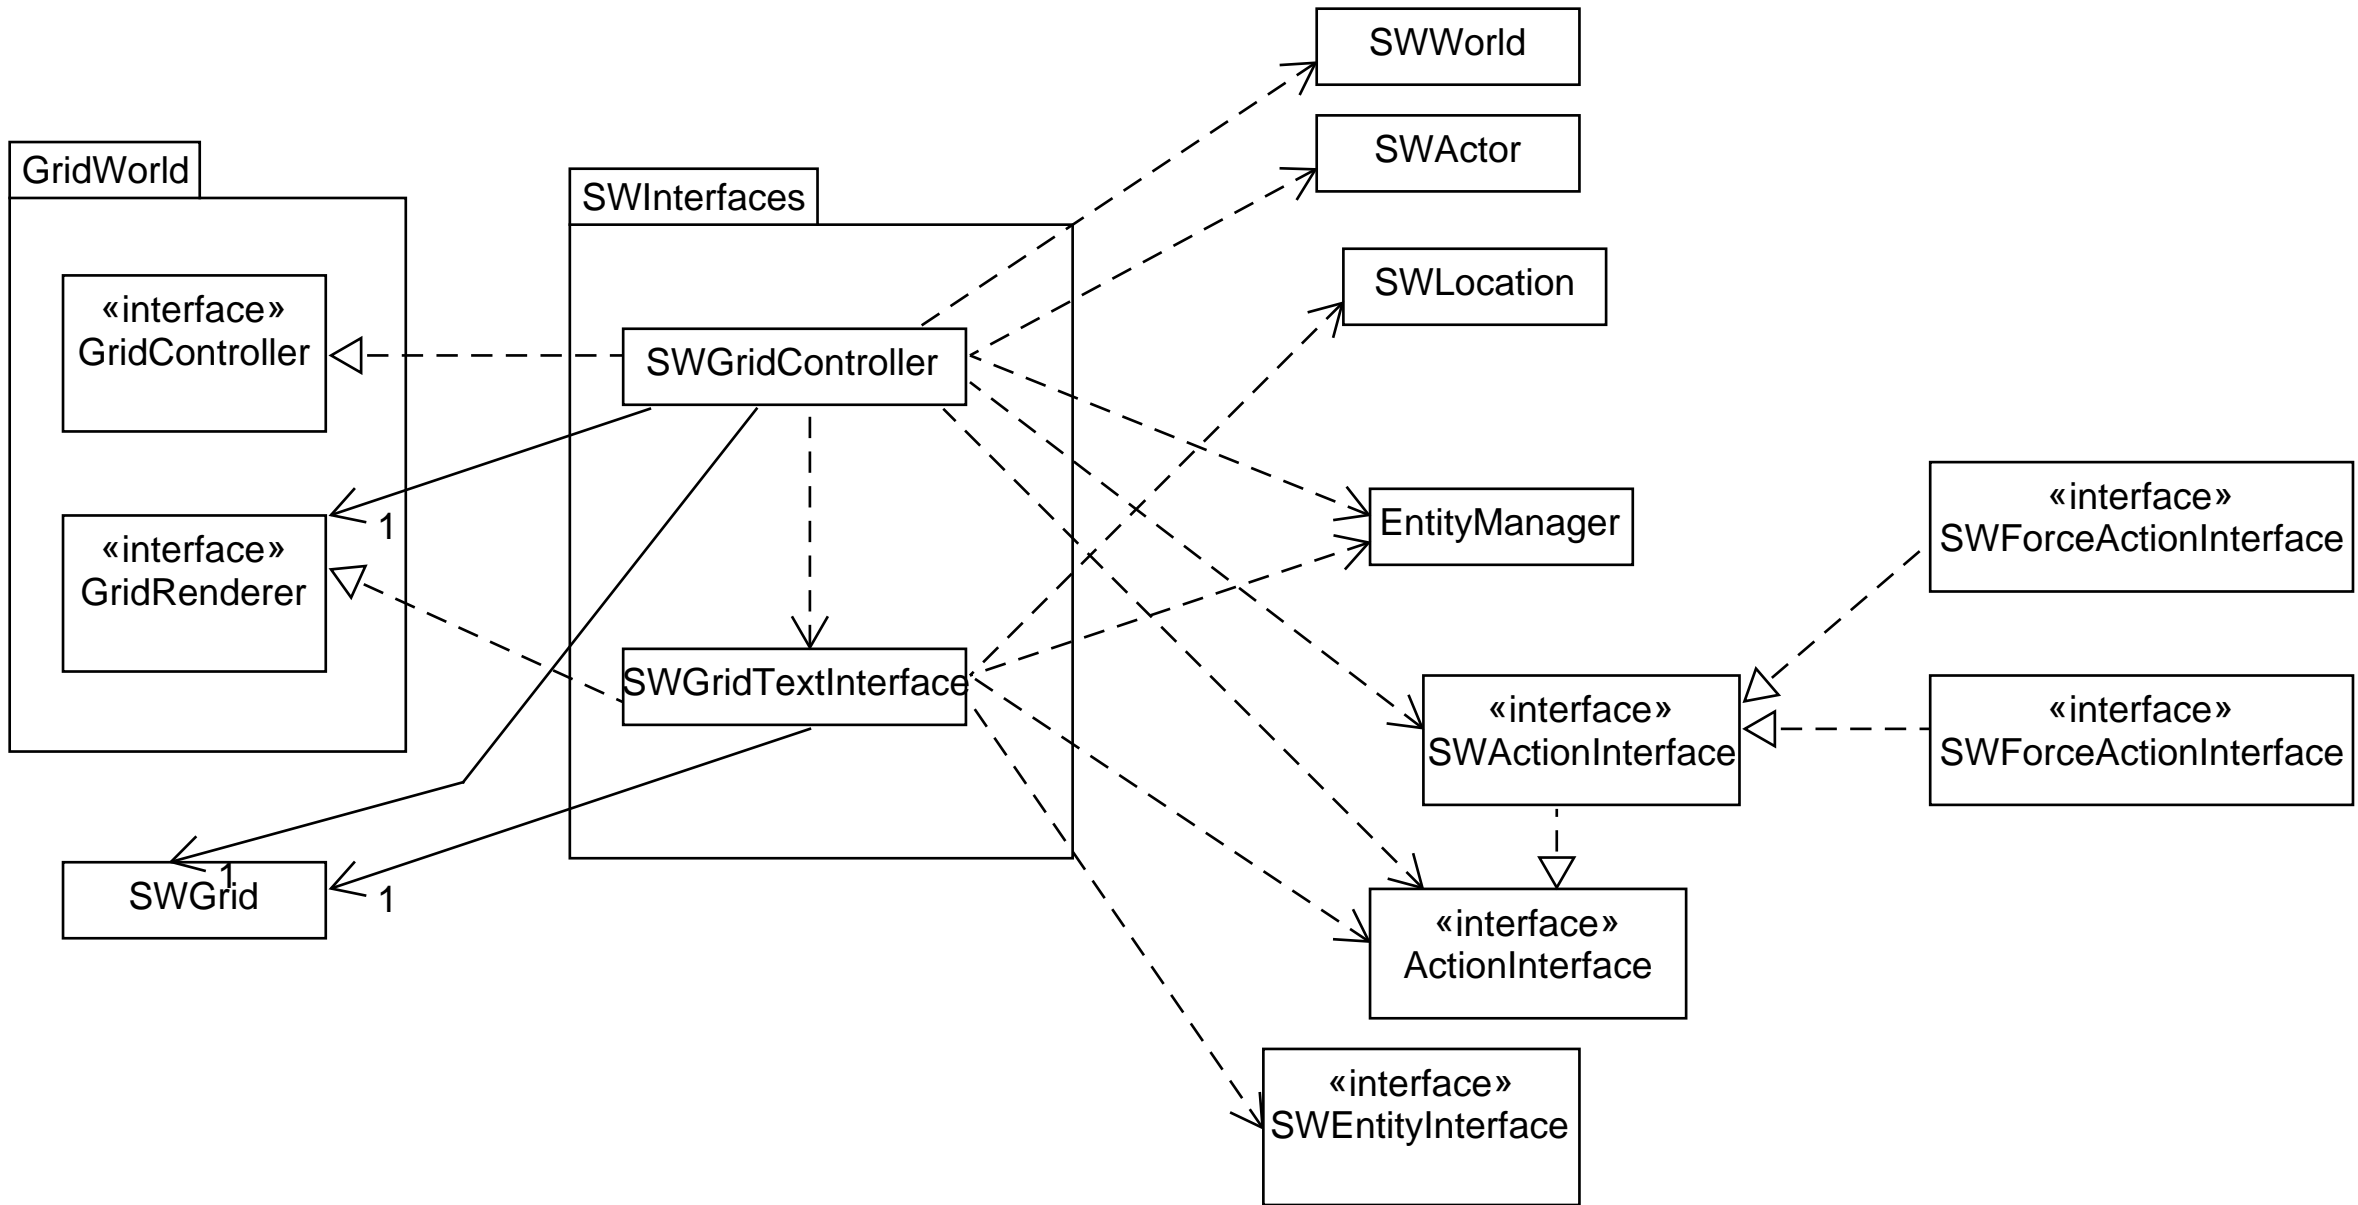 SWWorld
SWActor
GridWorld
SWInterfaces
SWLocation
«interface»
GridController
SWGridController
«interface»
GridRenderer
1
EntityManager
«interface»
SWForceActionInterface
SWGridTextInterface
«interface»
SWActionInterface
«interface»
SWForceActionInterface
SWGrid
1
1
«interface»
ActionInterface
«interface»
SWEntityInterface